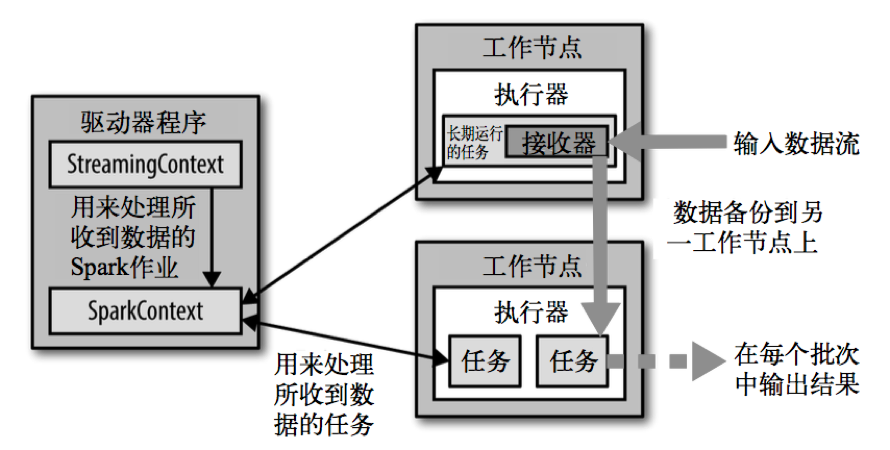 驱动器程序
StreamingContext
用来处理所
收到数据的
Spark作业
SparkContext
工作节点
执行器
长期运行
的任务
接收器
输入数据流
数据备份到另
一工作节点上
工作节点
执行器
任务
任务
用来处理
所收到数
据的任务
在每个批次
中输出结果